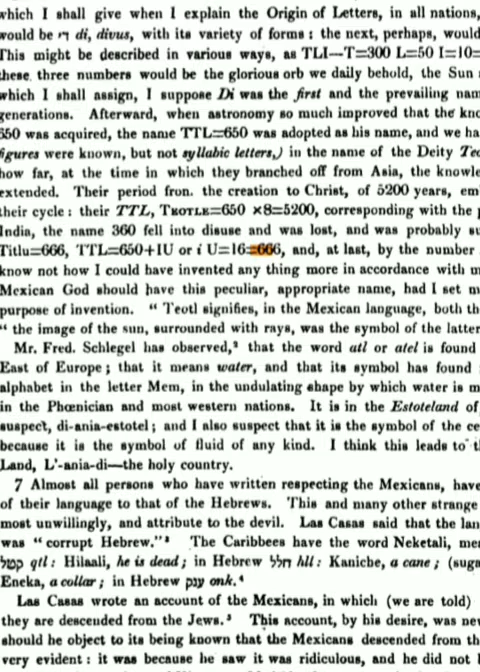 which I shall give when I explain the Origin of Letters, in all nations,
would be די di, divus, with its variety of forms: the next, perhaps, would
This might be described in various ways, as TLI—T=300 L=50 I=10=
these three numbers would be the glorious orb we daily behold, the Sun
which I shall assign, I suppose Di was the first and the prevailing nam
generations. Afterward, when astronomy so much improved that the kno
650 was acquired, the name TTL=650 was adopted as his name, and we ha
figures were known, but not syllabic letters,) in the name of the Deity Teo
how far, at the time in which they branched off from Asia, the knowle
extended. Their period from the creation to Christ, of 5200 years, em
their cycle: their TTL, TEOTLE=650 ×8=5200, corresponding with the
India, the name 360 fell into disuse and was lost, and was probably su
Titlu=666, TTL=650+IU or i U=16=666, and, at last, by the number
know not how I could have invented any thing more in accordance with m
Mexican God should have this peculiar, appropriate name, had I set m
purpose of invention. “ Teotl signifies, in the Mexican language, both th
“ the image of the sun, surrounded with rays, was the symbol of the latter
Mr. Fred. Schlegel has observed,² that the word atl or atel is found
East of Europe; that it means water, and that its symbol has found
alphabet in the letter Mem, in the undulating shape by which water is m
in the Phœnician and most western nations. It is in the Estoteland of
suspect, di-ania-estotel; and I also suspect that it is the symbol of the ce
because it is the symbol of fluid of any kind. I think this leads to t
Land, L'-ania-di—the holy country.
7 Almost all persons who have written respecting the Mexicans, have
of their language to that of the Hebrews. This and many other strange
most unwillingly, and attribute to the devil. Las Casas said that the lan
was “ corrupt Hebrew.”³ The Caribbees have the word Neketali, me
קטל qtl: Hilaali, he is dead; in Hebrew חלל hll: Kaniche, a cane; (suga
Eneka, a collar; in Hebrew ענק onk.⁴
Las Casas wrote an account of the Mexicans, in which (we are told)
they are descended from the Jews.⁵ This account, by his desire, was nev
should he object to its being known that the Mexicans descended from th
very evident: it was because he saw it was ridiculous, and he did not